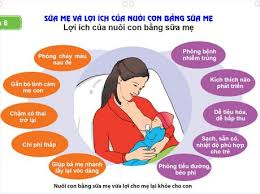 6
SỮA MẸ VÀ LỢI ÍCH CỦA NUÔI CON BẰNG SỮA MẸ
Lợi ích của nuôi con bằng sữa mẹ
Phòng chảy máu
sau đẻ
Gắn bó tình cảm
mẹ con
Chậm có thai
trở lại
Chi phí thấp
Giúp bà mẹ nhanh
lấy lại vóc dáng
Phòng bệnh
nhiễm trùng
Kích thích não
phát triển
Dễ tiêu hóa,
dễ hấp thu
Sạch, sẵn có,
nhiệt độ phù hợp
cho trẻ
Phòng tiểu đường,
béo phì
Nuôi con bằng sữa mẹ vừa lợi cho mẹ lại khỏe cho con